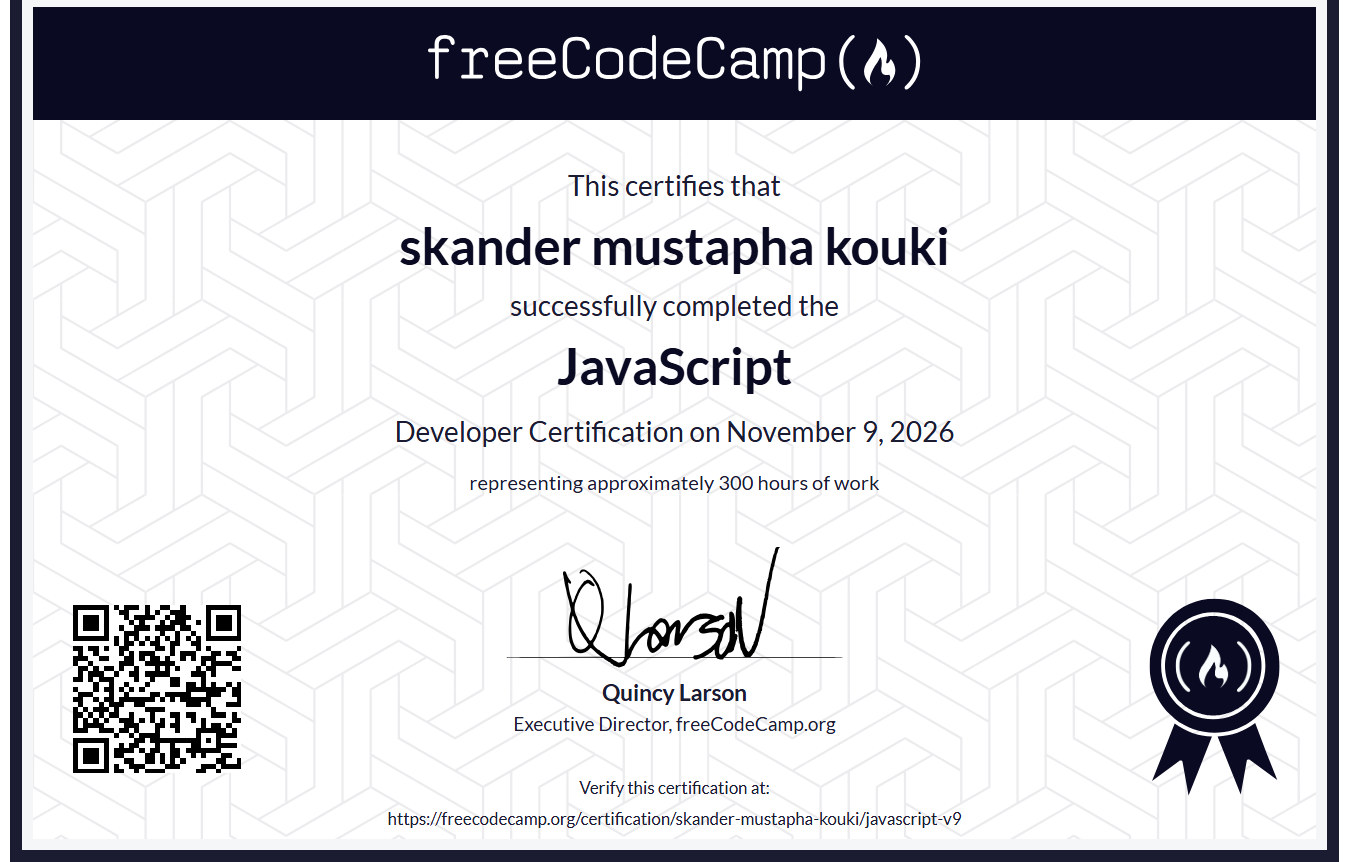 freeCodeCamp
This certifies that
skander mustapha kouki
successfully completed the
JavaScript
Developer Certification on November 9, 2026
representing approximately 300 hours of work
Q Larson
Quincy Larson
Executive Director, freeCodeCamp.org
Verify this certification at:
https://freecodecamp.org/certification/skander-mustapha-kouki/javascript-v9